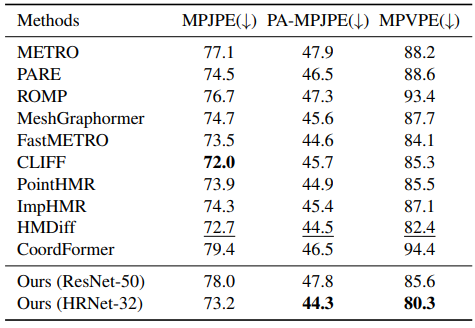 Methods MPJPE(↓) PA-MPJPE(↓) MPVPE(↓)
METRO 77.1 47.9 88.2
PARE 74.5 46.5 88.6
ROMP 76.7 47.3 93.4
MeshGraphormer 74.7 45.6 87.7
FastMETRO 73.5 44.6 84.1
CLIFF 72.0 45.7 85.3
PointHMR 73.9 44.9 85.5
ImpHMR 74.3 45.4 87.1
HMDiff 72.7 44.5 82.4
CoordFormer 79.4 46.5 94.4
Ours (ResNet-50) 78.0 47.8 85.6
Ours (HRNet-32) 73.2 44.3 80.3